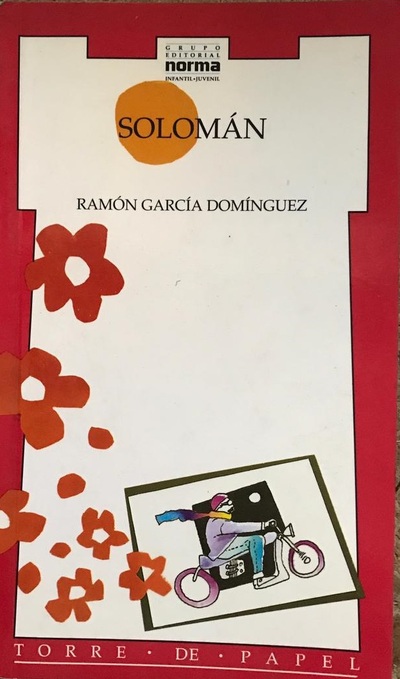 GRUPO
EDITORIAL
norma
INFANTIL•JUVENIL
SOLOMÁN
RAMÓN GARCÍA DOMÍNGUEZ
TORRE • DE • PAPEL